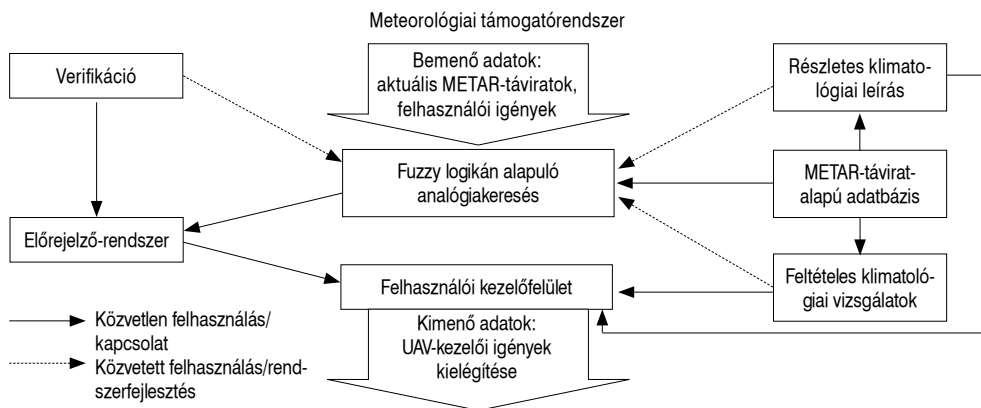 Meteorológiai támogatórendszer
Verifikáció
Bemenő adatok:
aktuális METAR-táviratok,
felhasználói igények
Részletes klimato-
lógiai leírás
Fuzzy logikán alapuló
analógiakeresés
METAR-távirat-
alapú adatbázis
Előrejelző-rendszer
Felhasználói kezelőfelület
Feltételes klimatoló-
giai vizsgálatok
Közvetlen felhasználás/
kapcsolat
Közvetett felhasználás/rend-
szerfejlesztés
Kimenő adatok:
UAV-kezelői igények
kielégítése